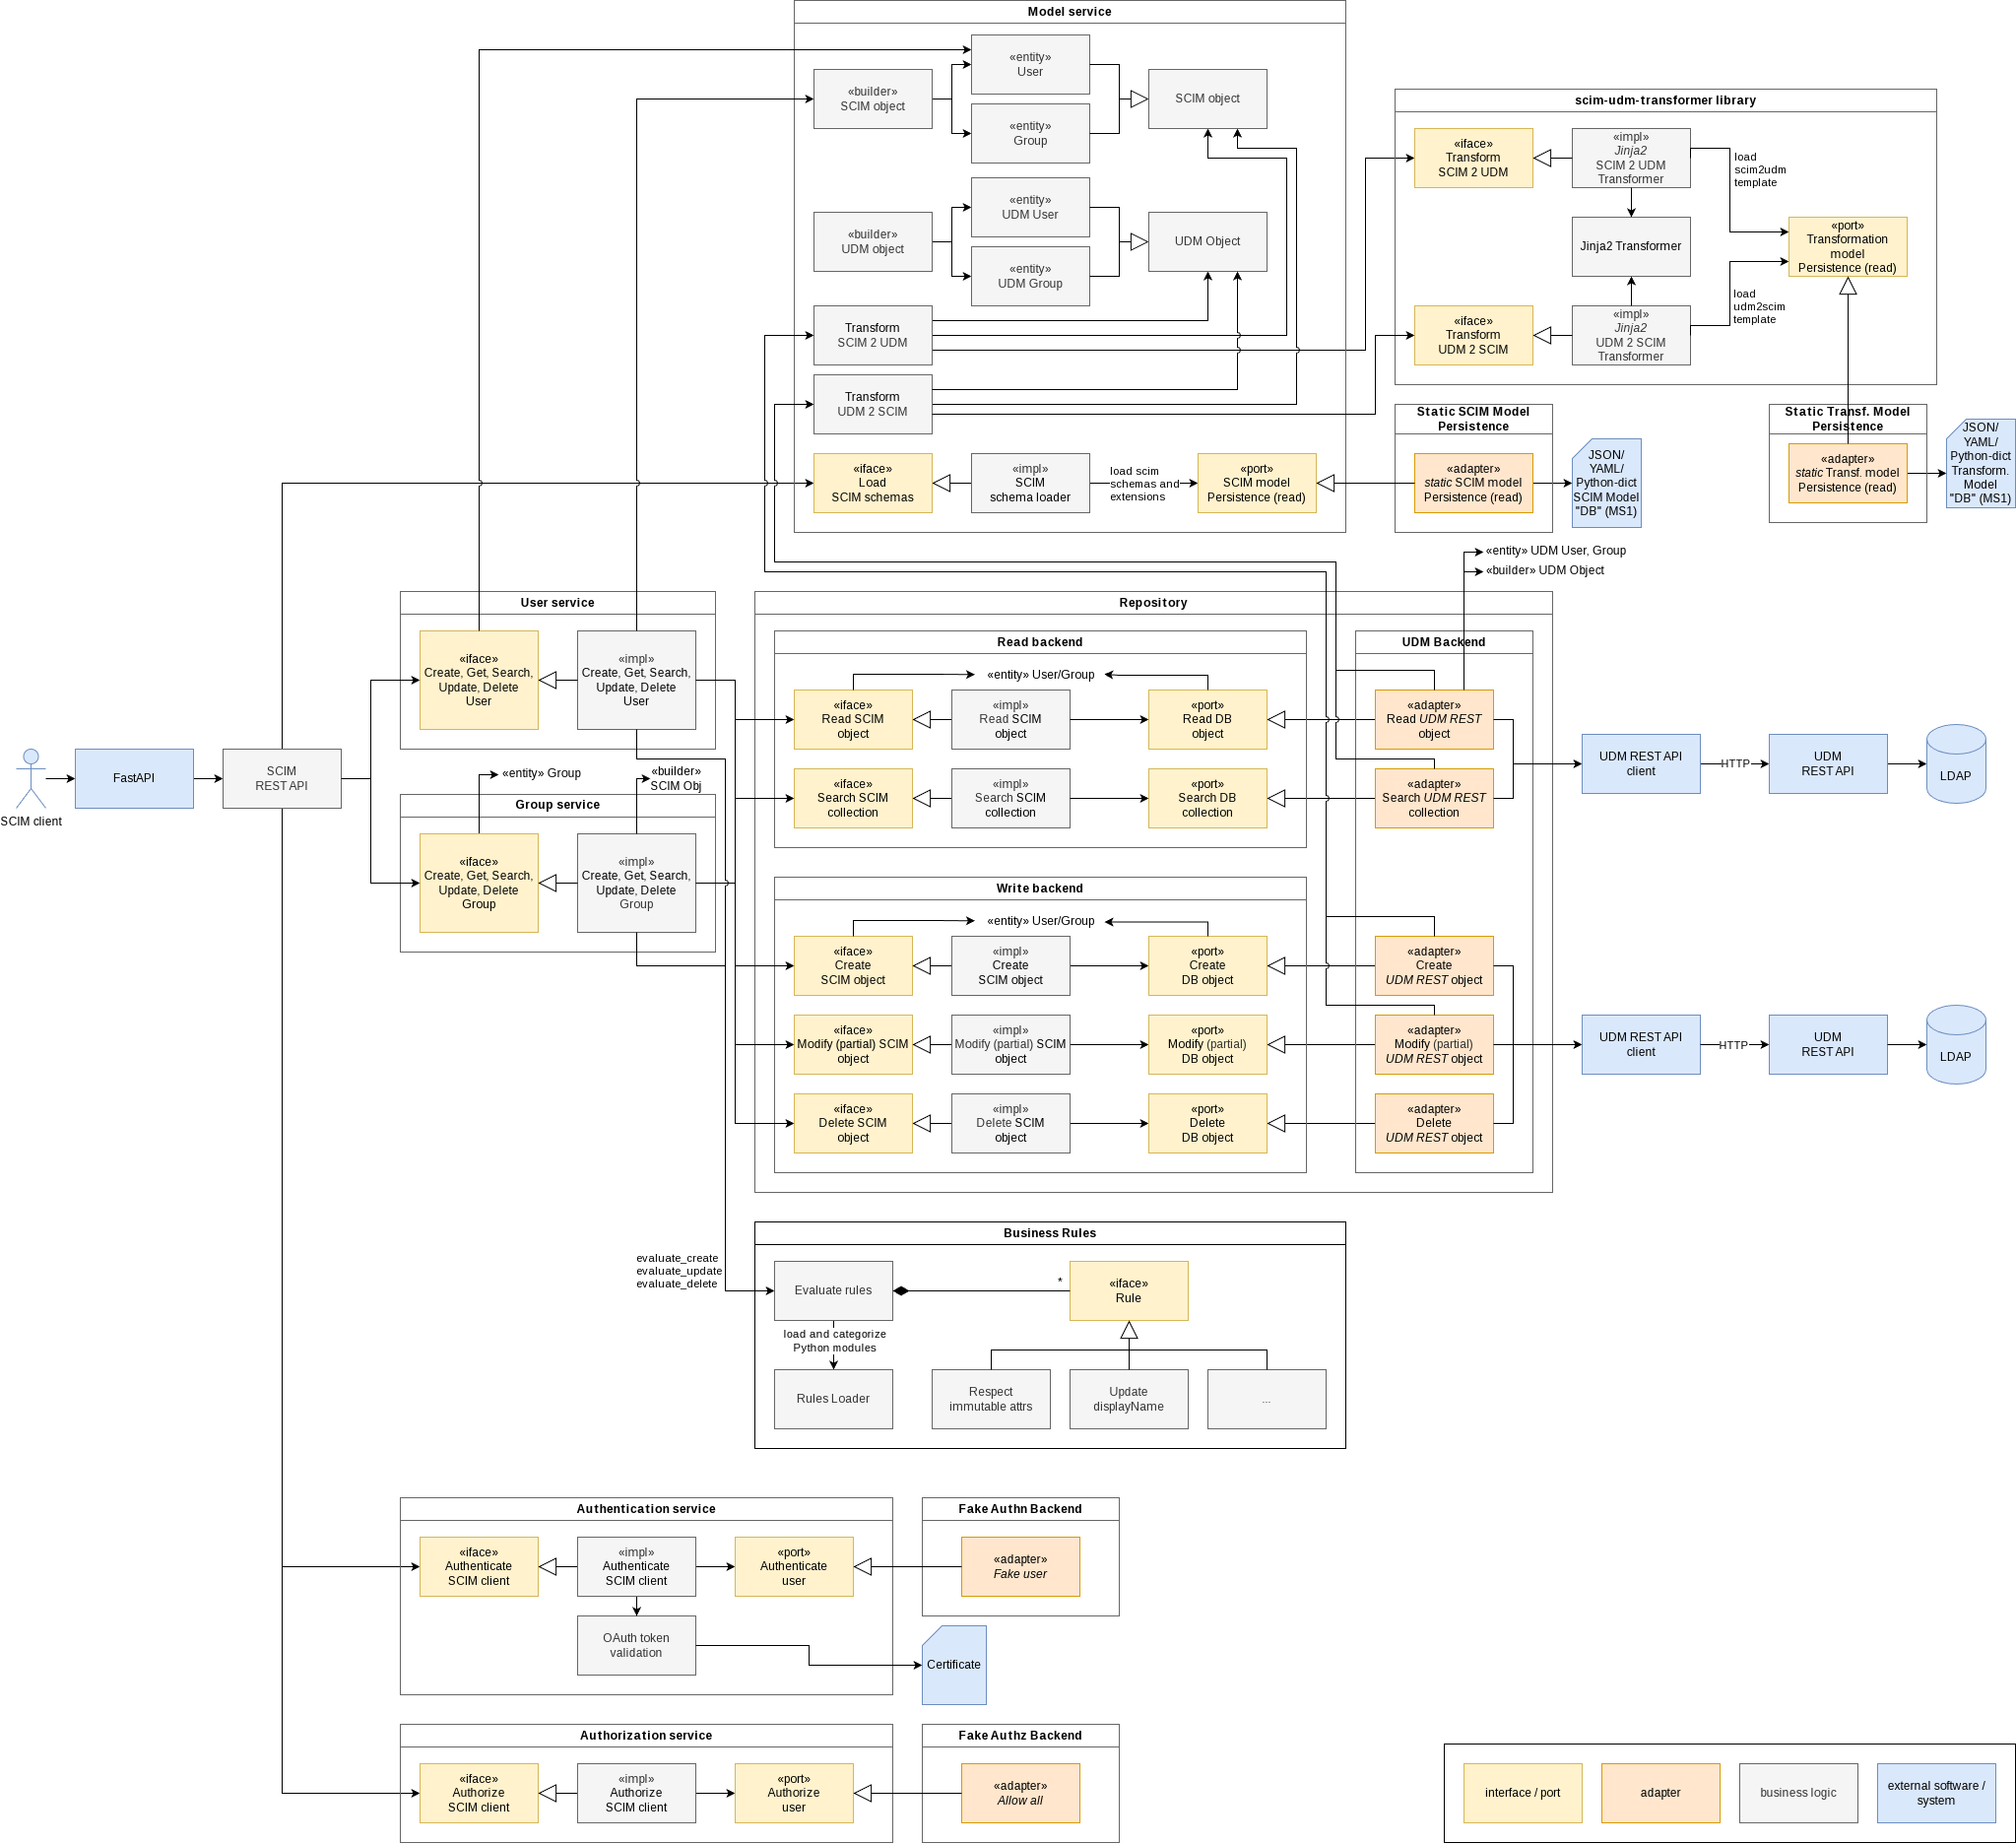 Model service
«entity»
User
«builder»
SCIM object
«entity»
Group
SCIM object
«entity»
UDM User
«builder»
UDM object
«entity»
UDM Group
UDM Object
Transform
SCIM 2 UDM
Transform
UDM 2 SCIM
«iface»
Load
SCIM schemas
«impl»
SCIM
schema loader
load scim
schemas and
extensions
«port»
SCIM model
Persistence (read)
scim-udm-transformer library
«iface»
Transform
SCIM 2 UDM
«impl»
Jinja2
SCIM 2 UDM
Transformer
load
scim2udm
template
Jinja2 Transformer
«port»
Transformation
model
Persistence (read)
«iface»
Transform
UDM 2 SCIM
«impl»
Jinja2
UDM 2 SCIM
Transformer
load
udm2scim
template
Static SCIM Model
Persistence
«adapter»
static SCIM model
Persistence (read)
JSON/
YAML/
Python-dict
SCIM Model
"DB" (MS1)
Static Transf. Model
Persistence
«adapter»
static Transf. model
Persistence (read)
JSON/
YAML/
Python-dict
Transform.
Model
"DB" (MS1)
«entity» UDM User, Group
«builder» UDM Object
User service
«iface»
Create, Get, Search,
Update, Delete
User
«impl»
Create, Get, Search,
Update, Delete
User
SCIM client
FastAPI
SCIM
REST API
«entity» Group
«builder»
SCIM Obj
Group service
«iface»
Create, Get, Search,
Update, Delete
Group
«impl»
Create, Get, Search,
Update, Delete
Group
Repository
Read backend
«entity» User/Group
«iface»
Read SCIM
object
«impl»
Read SCIM
object
«port»
Read DB
object
«iface»
Search SCIM
collection
«impl»
Search SCIM
collection
«port»
Search DB
collection
UDM Backend
«adapter»
Read UDM REST
object
«adapter»
Search UDM REST
collection
UDM REST API
client
HTTP
UDM
REST API
LDAP
Write backend
«entity» User/Group
«iface»
Create
SCIM object
«impl»
Create
SCIM object
«port»
Create
DB object
«adapter»
Create
UDM REST object
«iface»
Modify (partial) SCIM
object
«impl»
Modify (partial) SCIM
object
«port»
Modify (partial)
DB object
«adapter»
Modify (partial)
UDM REST object
UDM REST API
client
HTTP
UDM
REST API
LDAP
«iface»
Delete SCIM
object
«impl»
Delete SCIM
object
«port»
Delete
DB object
«adapter»
Delete
UDM REST object
Business Rules
evaluate_create
evaluate_update
evaluate_delete
Evaluate rules
*
«iface»
Rule
load and categorize
Python modules
Rules Loader
Respect
immutable attrs
Update
displayName
...
Authentication service
«iface»
Authenticate
SCIM client
«impl»
Authenticate
SCIM client
«port»
Authenticate
user
OAuth token
validation
Fake Authn Backend
«adapter»
Fake user
Certificate
Authorization service
«iface»
Authorize
SCIM client
«impl»
Authorize
SCIM client
«port»
Authorize
user
Fake Authz Backend
«adapter»
Allow all
interface / port
adapter
business logic
external software /
system